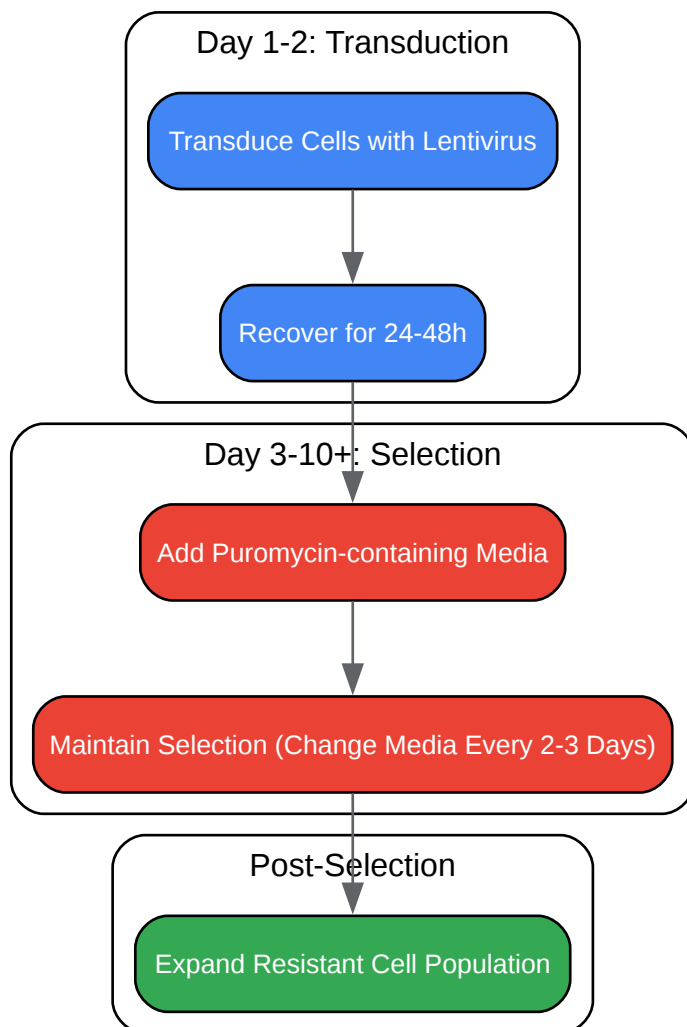 Day 1-2: Transduction
Transduce Cells with Lentivirus
Recover for 24-48h
Day 3-10+: Selection
Add Puromycin-containing Media
Maintain Selection (Change Media Every 2-3 Days)
Post-Selection
Expand Resistant Cell Population